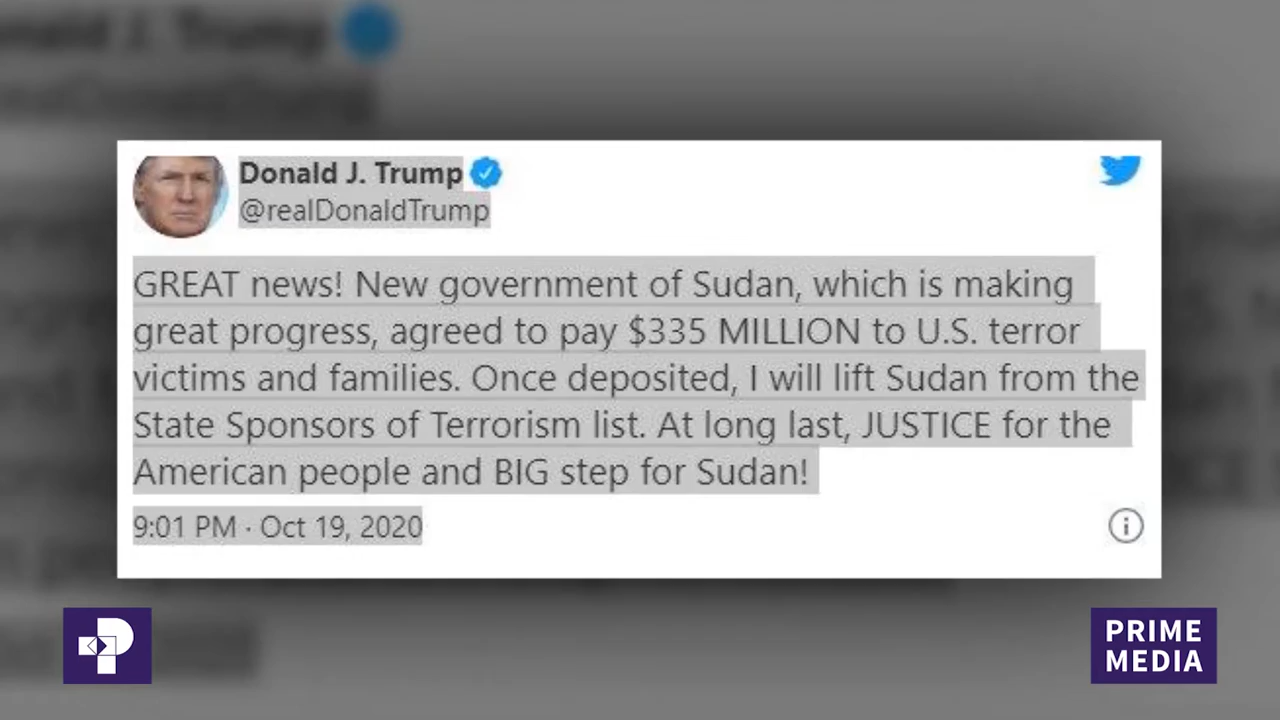 Donald J. Trump
@realDonaldTrump
GREAT news! New government of Sudan, which is making
great progress, agreed to pay $335 MILLION to U.S. terror
victims and families. Once deposited, I will lift Sudan from the
State Sponsors of Terrorism list. At long last, JUSTICE for the
American people and BIG step for Sudan!
9:01 PM · Oct 19, 2020
PRIME
MEDIA